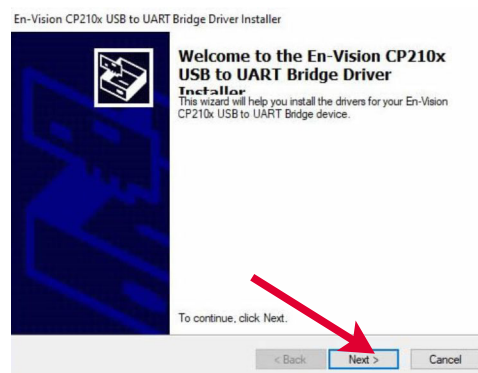 En-Vision CP210x USB to UART Bridge Driver Installer
Welcome to the En-Vision CP210x
USB to UART Bridge Driver
Installer
This wizard will help you install the drivers for your En-Vision
CP210x USB to UART Bridge device.
To continue, click Next.
< Back Next > Cancel